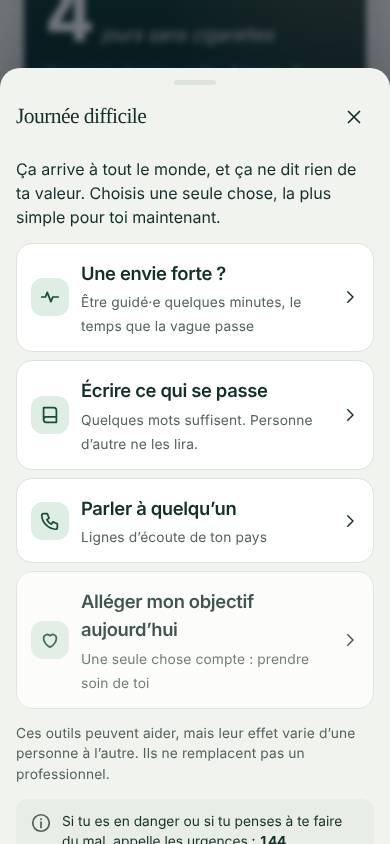 4 jours sans cigarettes
Journée difficile
Ça arrive à tout le monde, et ça ne dit rien de
ta valeur. Choisis une seule chose, la plus
simple pour toi maintenant.
Une envie forte ?
Être guidé·e quelques minutes, le
temps que la vague passe
Écrire ce qui se passe
Quelques mots suffisent. Personne
d’autre ne les lira.
Parler à quelqu’un
Lignes d’écoute de ton pays
Alléger mon objectif
aujourd’hui
Une seule chose compte : prendre
soin de toi
Ces outils peuvent aider, mais leur effet varie d’une
personne à l’autre. Ils ne remplacent pas un
professionnel.
Si tu es en danger ou si tu penses à te faire
du mal, appelle les urgences : 144